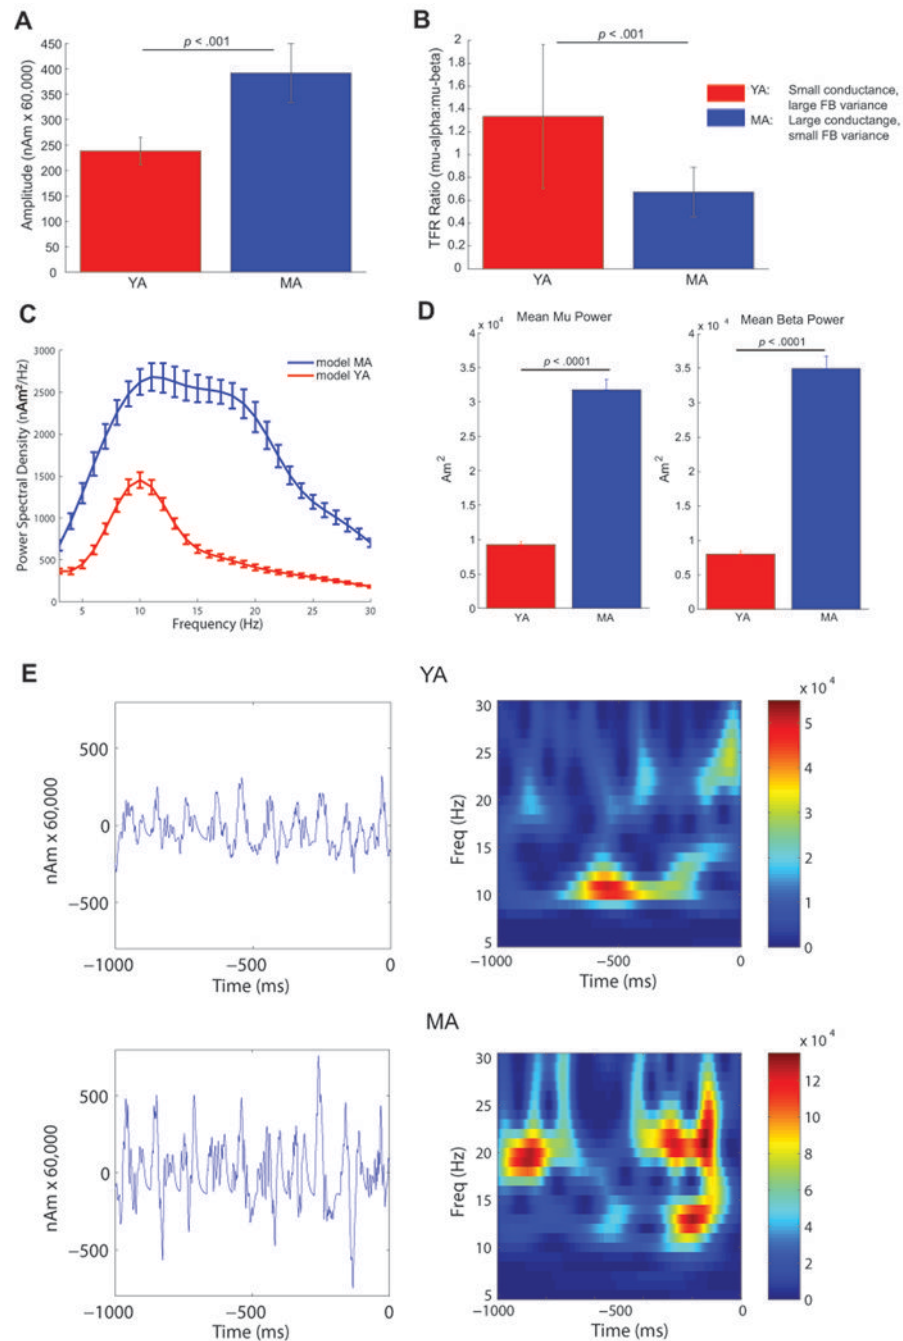 A
p < .001
450
400
350
300
250
200
150
100
50
0
Amplitude (nAm x 60,000)
YA
MA
B
p < .001
2
1.8
1.6
1.4
1.2
1
0.8
0.6
0.4
0.2
0
TFR Ratio (mu-alpha:mu-beta)
YA
MA
YA: Small conductance,
large FB variance
MA: Large conductange,
small FB variance
C
3000
2500
2000
1500
1000
500
0
Power Spectral Density (nAm²/Hz)
model MA
model YA
5
10
15
20
25
30
Frequency (Hz)
D
Mean Mu Power
x 10⁴
p < .0001
4
3.5
3
2.5
2
1.5
1
0.5
0
Am²
YA
MA
Mean Beta Power
x 10⁴
p < .0001
4
3.5
3
2.5
2
1.5
1
0.5
0
Am²
YA
MA
E
500
0
−500
nAm x 60,000
−1000
−500
0
Time (ms)
YA
30
25
20
15
10
5
Freq (Hz)
−1000
−500
0
Time (ms)
x 10⁴
5
4
3
2
1
0
500
0
−500
nAm x 60,000
−1000
−500
0
Time (ms)
MA
30
25
20
15
10
5
Freq (Hz)
−1000
−500
0
Time (ms)
x 10⁴
12
10
8
6
4
2
0